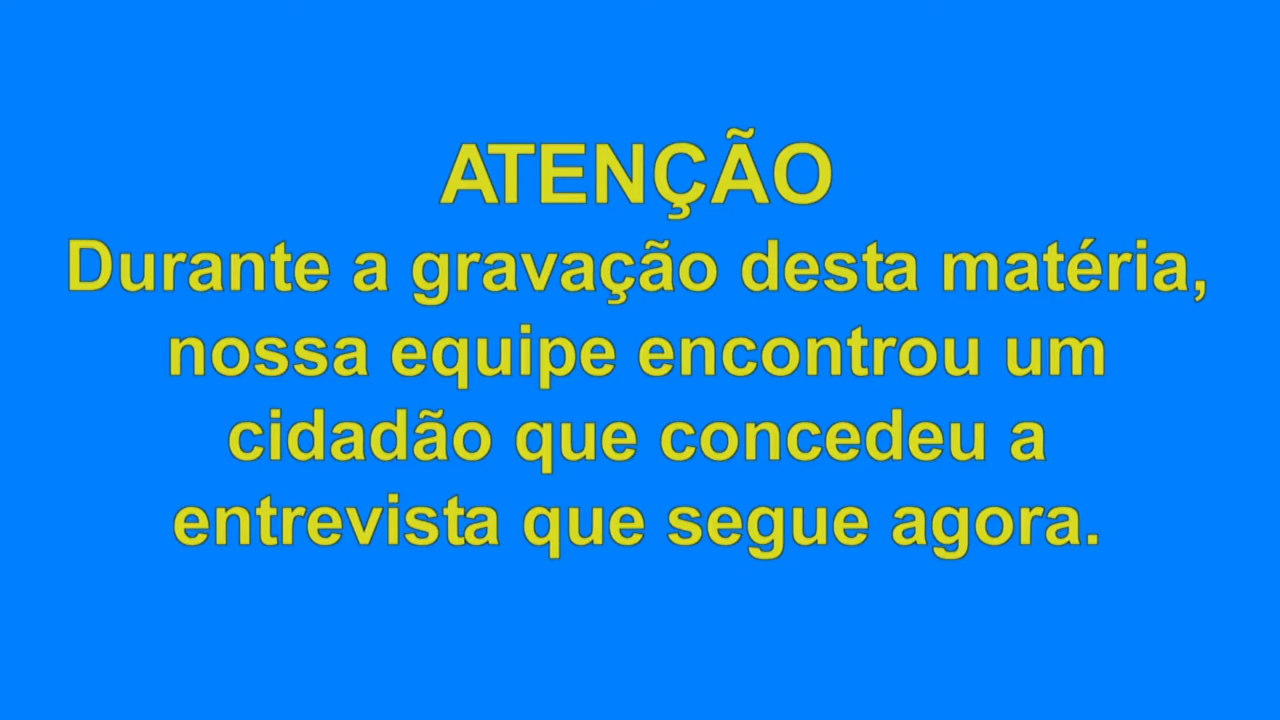 ATENÇÃO
Durante a gravação desta matéria,
nossa equipe encontrou um
cidadão que concedeu a
entrevista que segue agora.